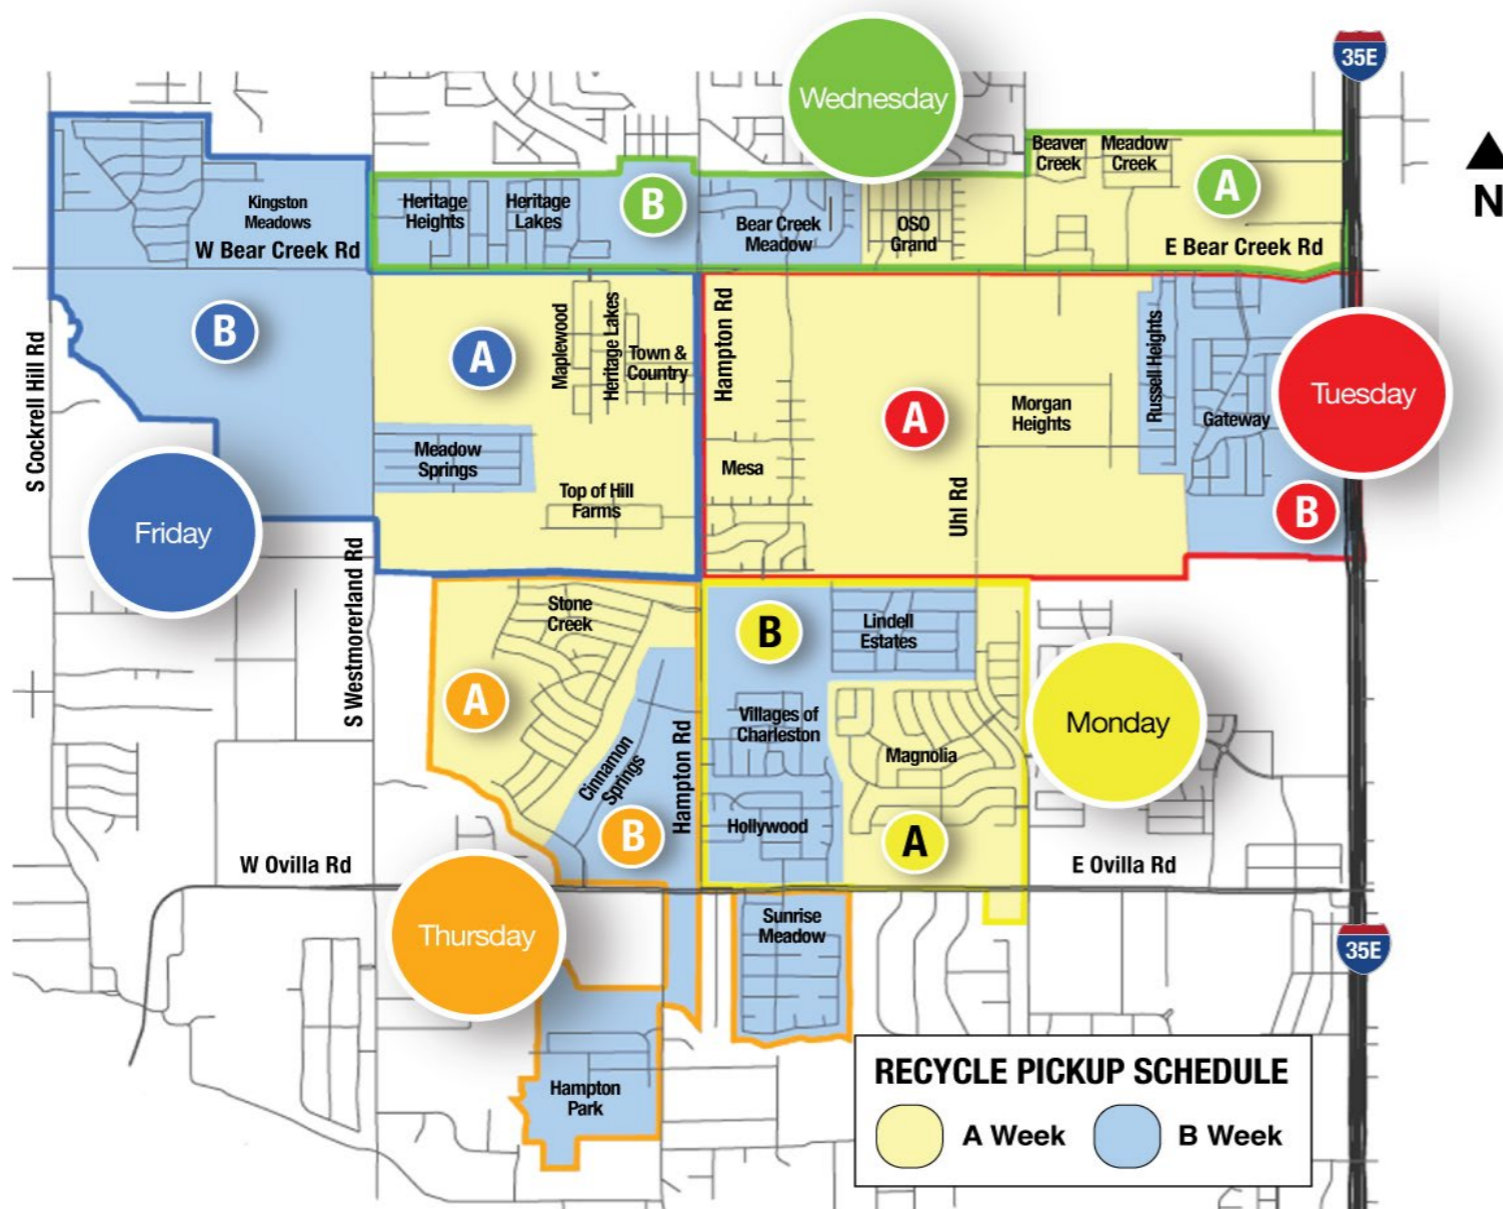 35E
Wednesday
N
Beaver
Creek
Meadow
Creek
A
Kingston
Meadows
W Bear Creek Rd
Heritage
Heights
Heritage
Lakes
B
Bear Creek
Meadow
OSO
Grand
E Bear Creek Rd
S Cockrell Hill Rd
B
A
Maplewood
Heritage Lakes
Town &
Country
Hampton Rd
A
Morgan
Heights
Russell Heights
Gateway
Tuesday
Meadow
Springs
Mesa
Top of Hill
Farms
Uhl Rd
B
Friday
S Westmorerland Rd
Stone
Creek
A
Cinnamon
Springs
B
Hampton Rd
B
Lindell
Estates
Villages of
Charleston
Magnolia
Monday
Hollywood
A
W Ovilla Rd
E Ovilla Rd
Thursday
Sunrise
Meadow
35E
Hampton
Park
RECYCLE PICKUP SCHEDULE
A Week
B Week